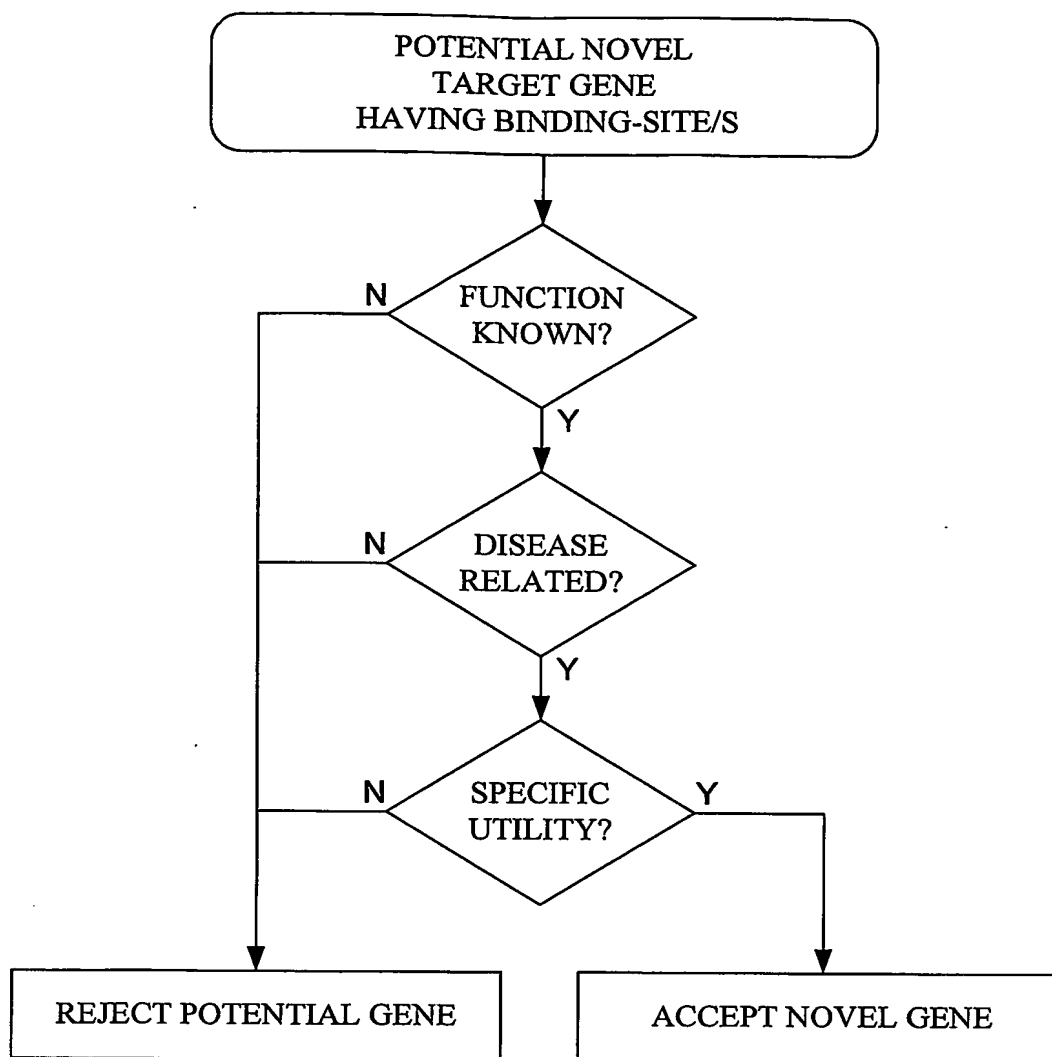 POTENTIAL NOVEL
TARGET GENE
HAVING BINDING-SITE/S
N
FUNCTION
KNOWN?
Y
N
DISEASE
RELATED?
Y
N
SPECIFIC
UTILITY?
Y
REJECT POTENTIAL GENE
ACCEPT NOVEL GENE